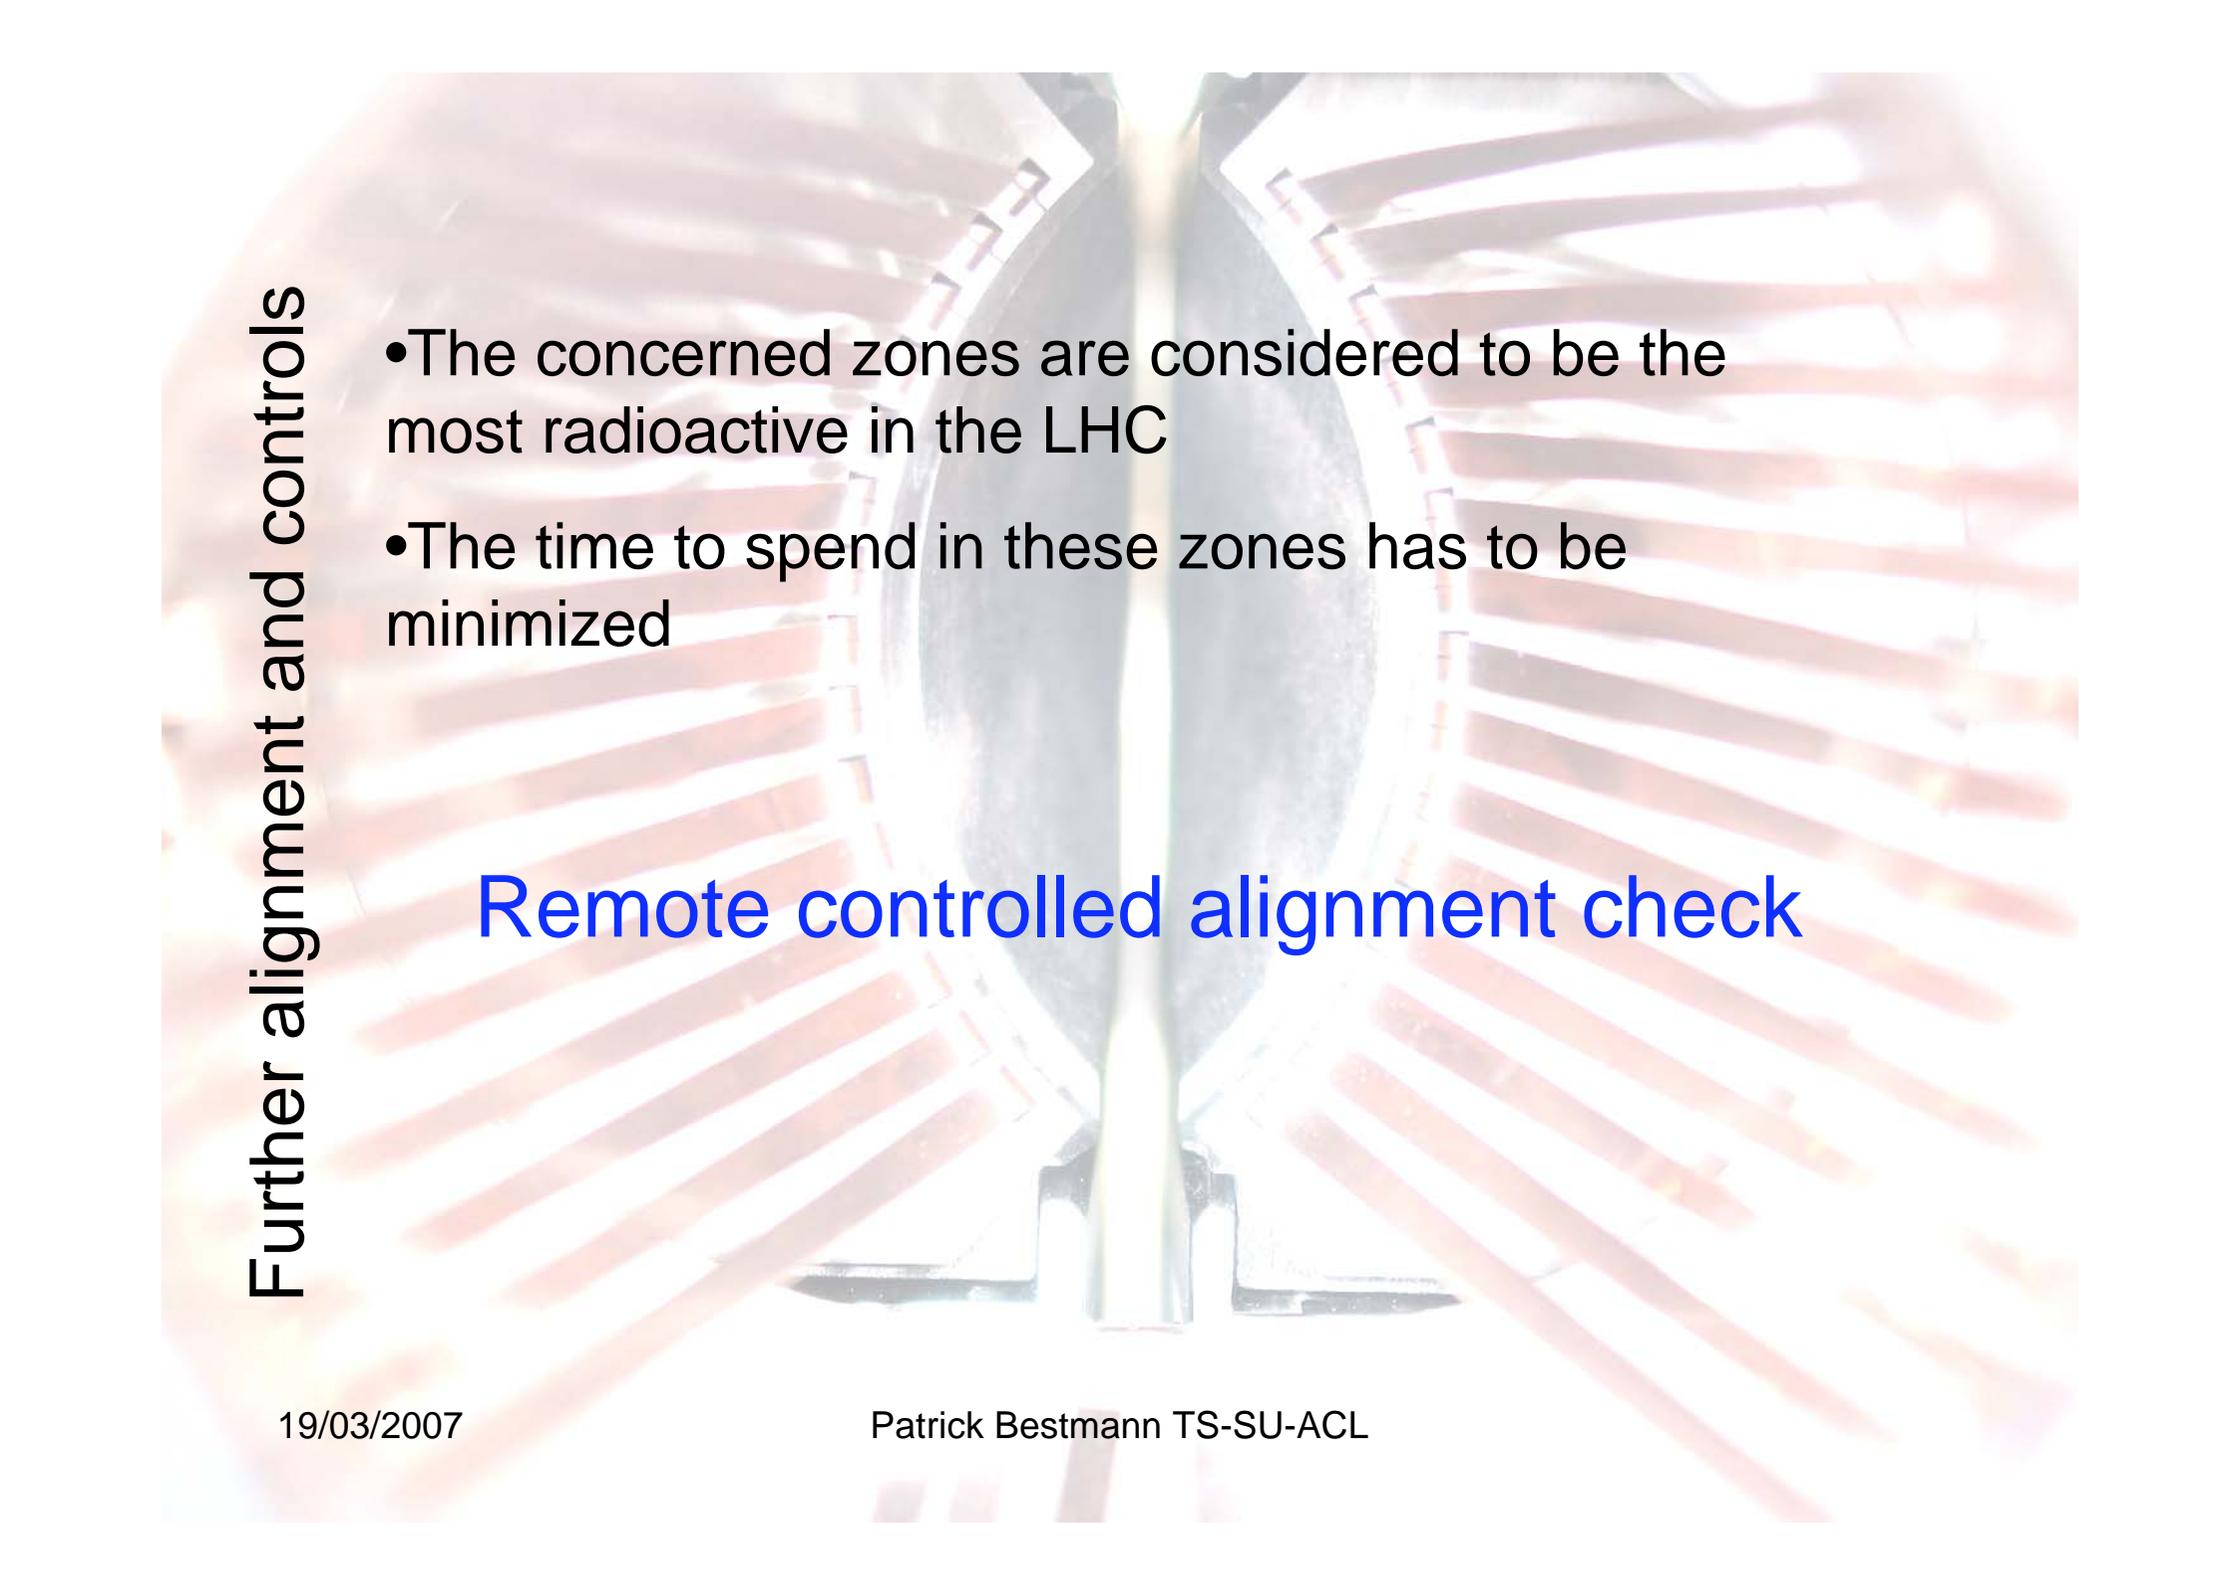 Further alignment and controls
•The concerned zones are considered to be the
most radioactive in the LHC
•The time to spend in these zones has to be
minimized
Remote controlled alignment check
19/03/2007
Patrick Bestmann TS-SU-ACL